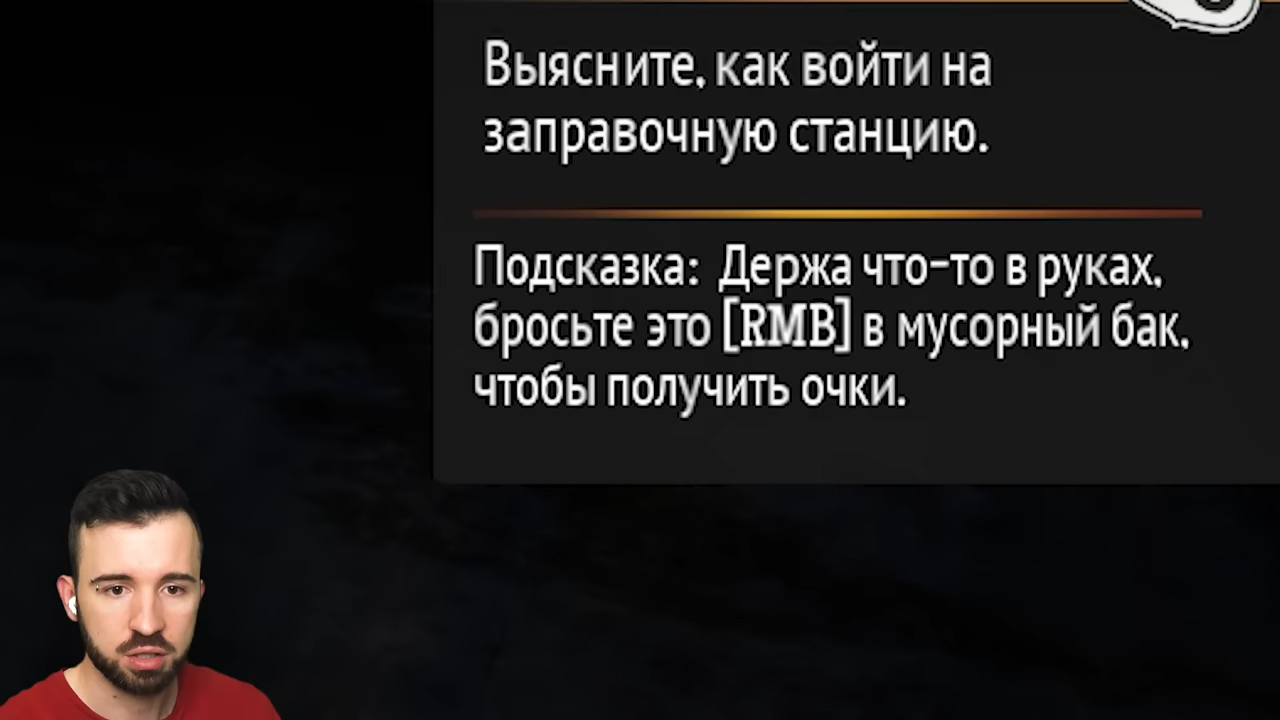 Выясните, как войти на
заправочную станцию.
Подсказка: Держа что-то в руках,
бросьте это [RMB] в мусорный бак,
чтобы получить очки.